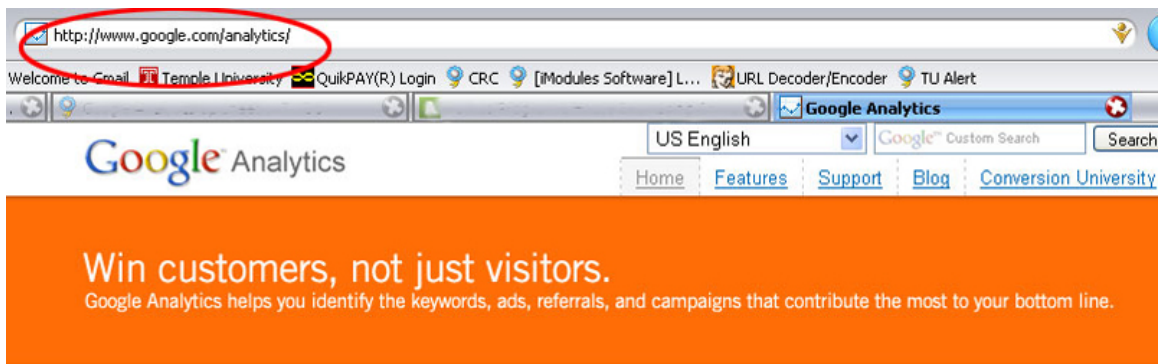 http://www.google.com/analytics/
Welcome to Gmail Temple University QuikPAY(R) Login CRC [iModules Software] L... URL Decoder/Encoder TU Alert
Google Analytics
US English Google™ Custom Search Search
Google™ Analytics
Home Features Support Blog Conversion University
Win customers, not just visitors.
Google Analytics helps you identify the keywords, ads, referrals, and campaigns that contribute the most to your bottom line.